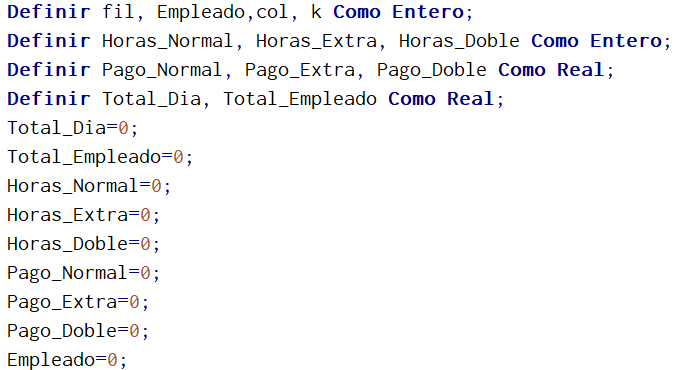 Definir fil, Empleado,col, k Como Entero;
Definir Horas_Normal, Horas_Extra, Horas_Doble Como Entero;
Definir Pago_Normal, Pago_Extra, Pago_Doble Como Real;
Definir Total_Dia, Total_Empleado Como Real;
Total_Dia=0;
Total_Empleado=0;
Horas_Normal=0;
Horas_Extra=0;
Horas_Doble=0;
Pago_Normal=0;
Pago_Extra=0;
Pago_Doble=0;
Empleado=0;